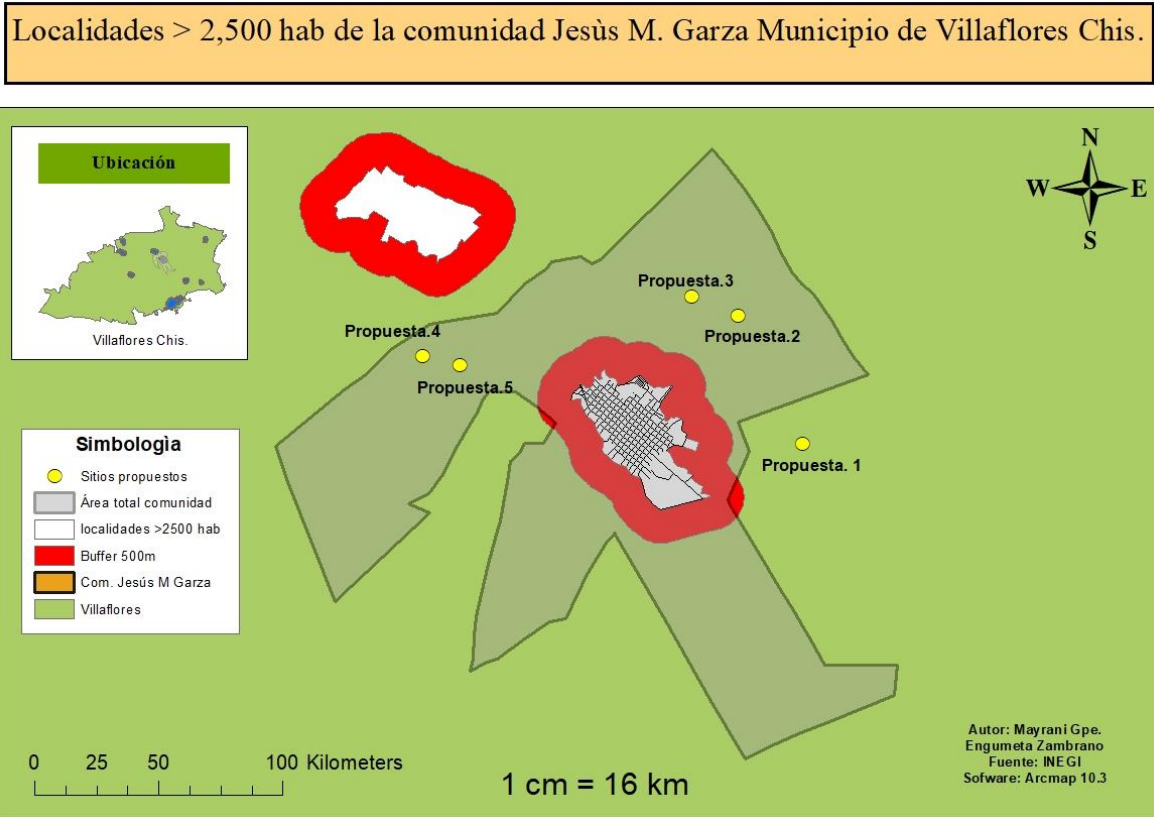 Localidades > 2,500 hab de la comunidad Jesùs M. Garza Municipio de Villaflores Chis.
Ubicación
Villaflores Chis.
N
W
E
S
Propuesta.3
Propuesta.2
Propuesta.4
Propuesta.5
Propuesta. 1
Simbologìa
Sitios propuestos
Área total comunidad
localidades >2500 hab
Buffer 500m
Com. Jesús M Garza
Villaflores
0 25 50 100 Kilometers
1 cm = 16 km
Autor: Mayrani Gpe.
Engumeta Zambrano
Fuente: INEGI
Sofware: Arcmap 10.3